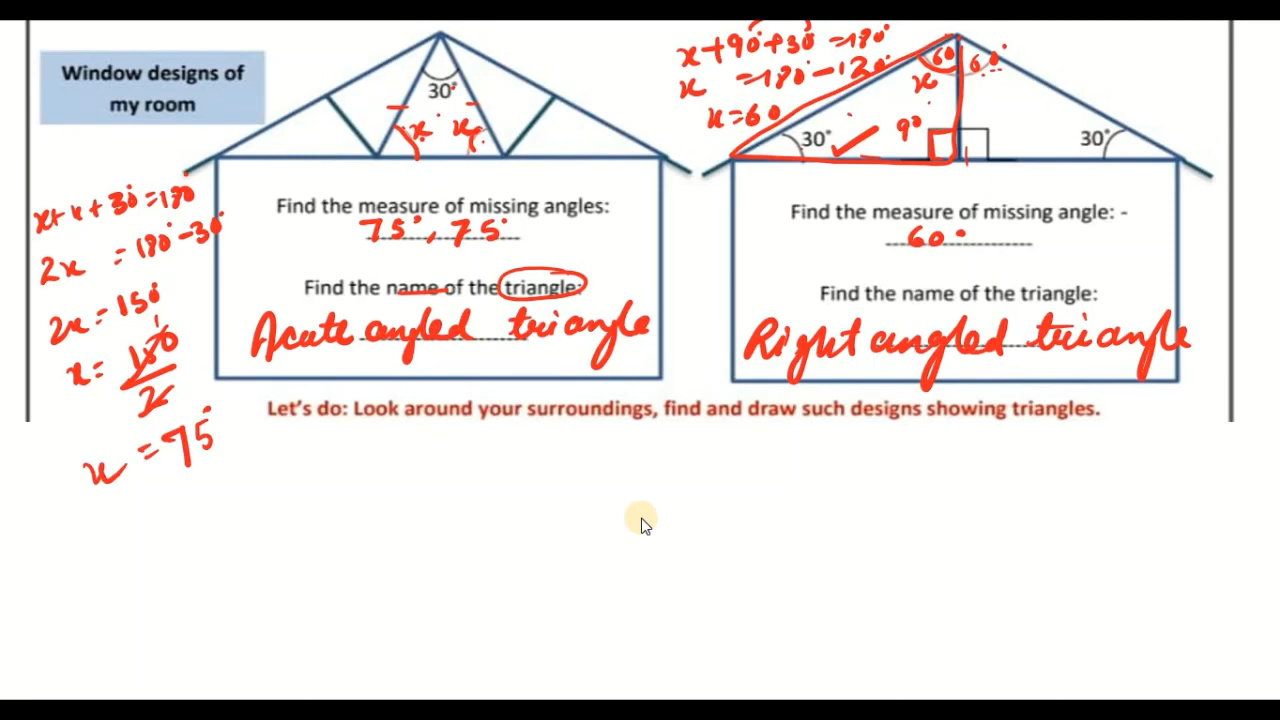 Window designs of
my room
30°
x x
x+x+30°=180°
2x =180°-30°
2x=150°
x= 150
2
x =75°
Find the measure of missing angles:
75°, 75°
Find the name of the triangle:
Acute angled triangle
x+90°+30°=180°
x =180°-120°
x=60
60 60°
x
30° 90° 30°
Find the measure of missing angle: -
60°
Find the name of the triangle:
Right angled triangle
Let's do: Look around your surroundings, find and draw such designs showing triangles.